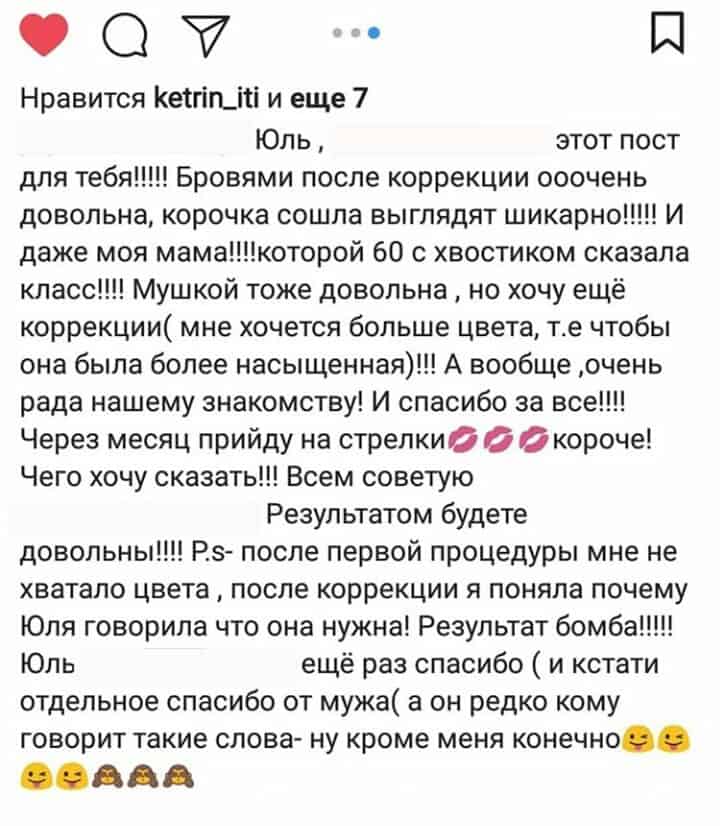 Нравится ketrin_iti и еще 7
Юль , этот пост
для тебя!!!!! Бровями после коррекции ооочень
довольна, корочка сошла выглядят шикарно!!!!! И
даже моя мама!!!!которой 60 с хвостиком сказала
класс!!!! Мушкой тоже довольна , но хочу ещё
коррекции( мне хочется больше цвета, т.е чтобы
она была более насыщенная)!!! А вообще ,очень
рада нашему знакомству! И спасибо за все!!!!
Через месяц прийду на стрелки💋💋💋короче!
Чего хочу сказать!!! Всем советую
Результатом будете
довольны!!!! P.s- после первой процедуры мне не
хватало цвета , после коррекции я поняла почему
Юля говорила что она нужна! Результат бомба!!!!!
Юль ещё раз спасибо ( и кстати
отдельное спасибо от мужа( а он редко кому
говорит такие слова- ну кроме меня конечно😜😜
😜😜🙈🙈🙈